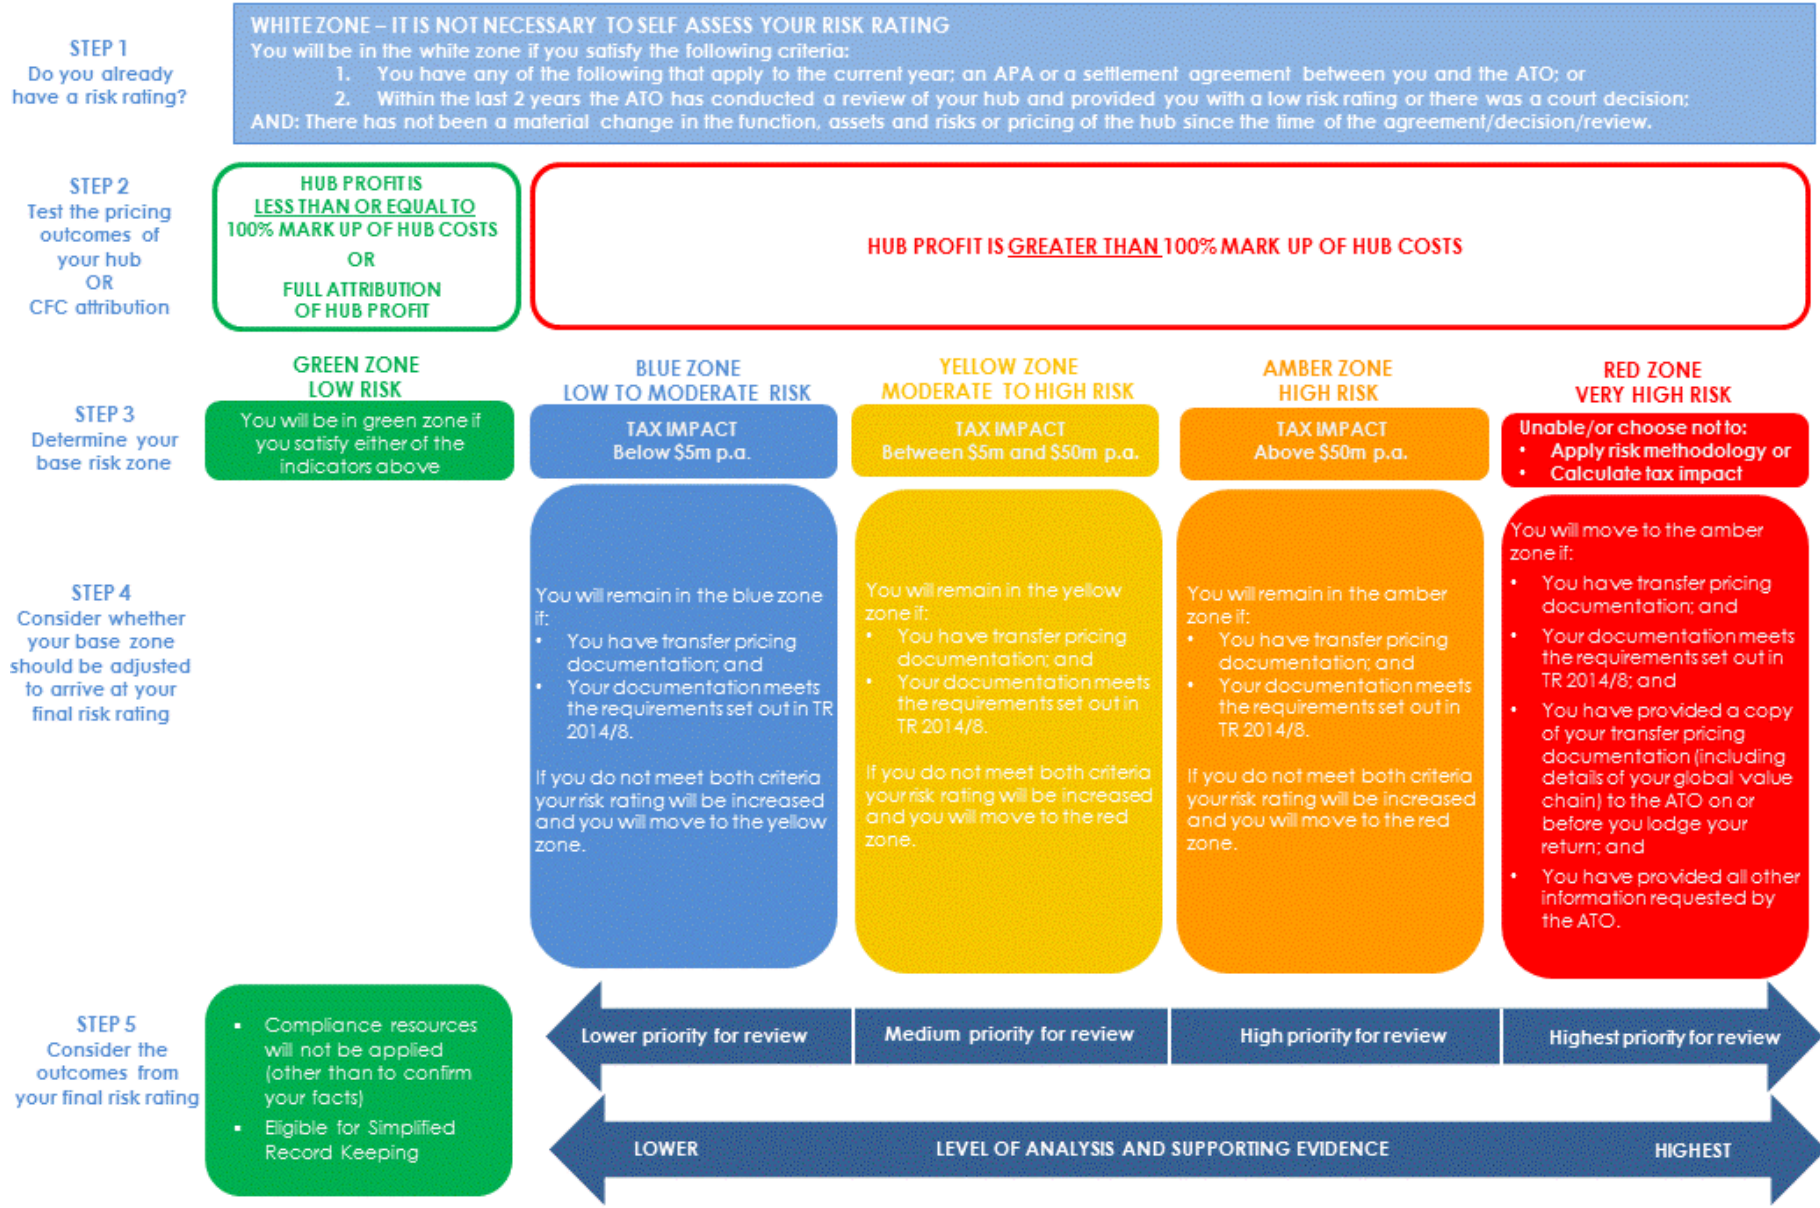 STEP 1
Do you already
have a risk rating?
WHITE ZONE – IT IS NOT NECESSARY TO SELF ASSESS YOUR RISK RATING
You will be in the white zone if you satisfy the following criteria:
1. You have any of the following that apply to the current year; an APA or a settlement agreement between you and the ATO; or
2. Within the last 2 years the ATO has conducted a review of your hub and provided you with a low risk rating or there was a court decision;
AND: There has not been a material change in the function, assets and risks or pricing of the hub since the time of the agreement/decision/review.
STEP 2
Test the pricing
outcomes of
your hub
OR
CFC attribution
HUB PROFIT IS
LESS THAN OR EQUAL TO
100% MARK UP OF HUB COSTS
OR
FULL ATTRIBUTION
OF HUB PROFIT
HUB PROFIT IS GREATER THAN 100% MARK UP OF HUB COSTS
STEP 3
Determine your
base risk zone
GREEN ZONE
LOW RISK
You will be in green zone if
you satisfy either of the
indicators above
BLUE ZONE
LOW TO MODERATE RISK
TAX IMPACT
Below $5m p.a.
YELLOW ZONE
MODERATE TO HIGH RISK
TAX IMPACT
Between $5m and $50m p.a.
AMBER ZONE
HIGH RISK
TAX IMPACT
Above $50m p.a.
RED ZONE
VERY HIGH RISK
Unable/or choose not to:
• Apply risk methodology or
• Calculate tax impact
STEP 4
Consider whether
your base zone
should be adjusted
to arrive at your
final risk rating
You will remain in the blue zone
if:
• You have transfer pricing
documentation; and
• Your documentation meets
the requirements set out in TR
2014/8.
If you do not meet both criteria
your risk rating will be increased
and you will move to the yellow
zone.
You will remain in the yellow
zone if:
• You have transfer pricing
documentation; and
• Your documentation meets
the requirements set out in
TR 2014/8.
If you do not meet both criteria
your risk rating will be increased
and you will move to the red
zone.
You will remain in the amber
zone if:
• You have transfer pricing
documentation; and
• Your documentation meets
the requirements set out in
TR 2014/8.
If you do not meet both criteria
your risk rating will be increased
and you will move to the red
zone.
You will move to the amber
zone if:
• You have transfer pricing
documentation; and
• Your documentation meets
the requirements set out in
TR 2014/8; and
• You have provided a copy
of your transfer pricing
documentation (including
details of your global value
chain) to the ATO on or
before you lodge your
return; and
• You have provided all other
information requested by
the ATO.
STEP 5
Consider the
outcomes from
your final risk rating
▪ Compliance resources
will not be applied
(other than to confirm
your facts)
▪ Eligible for Simplified
Record Keeping
Lower priority for review
Medium priority for review
High priority for review
Highest priority for review
LOWER
LEVEL OF ANALYSIS AND SUPPORTING EVIDENCE
HIGHEST